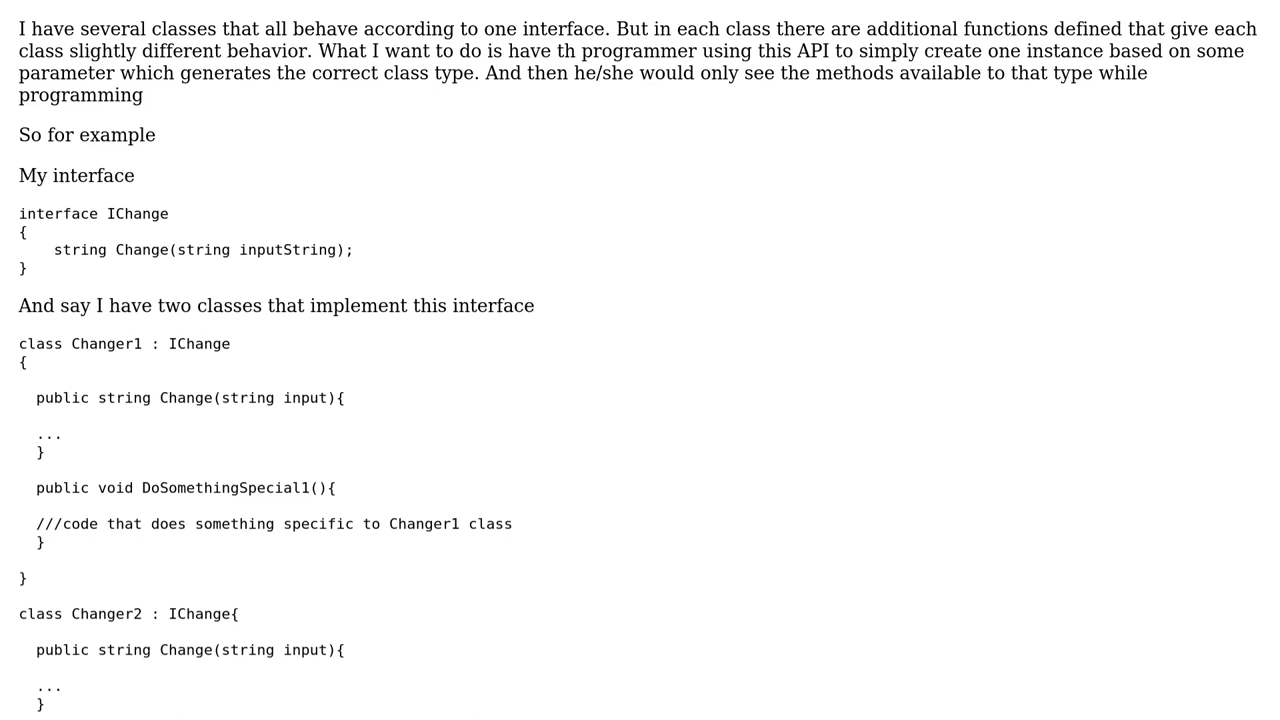 I have several classes that all behave according to one interface. But in each class there are additional functions defined that give each
class slightly different behavior. What I want to do is have th programmer using this API to simply create one instance based on some
parameter which generates the correct class type. And then he/she would only see the methods available to that type while
programming
So for example
My interface
interface IChange
{
    string Change(string inputString);
}
And say I have two classes that implement this interface
class Changer1 : IChange
{
  public string Change(string input){
  ...
  }
  public void DoSomethingSpecial1(){
  ///code that does something specific to Changer1 class
  }
}
class Changer2 : IChange{
  public string Change(string input){
  ...
  }